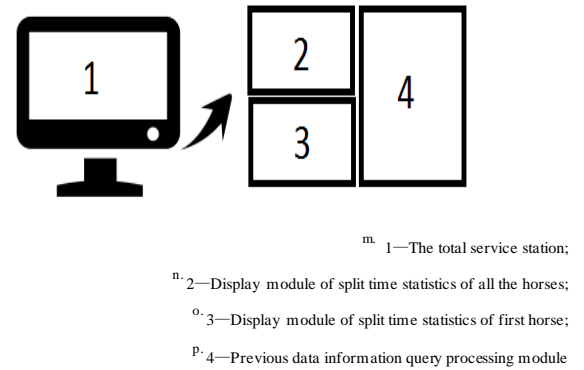 1
2
3
4
m. 1—The total service station;
n. 2—Display module of split time statistics of all the horses;
o. 3—Display module of split time statistics of first horse;
p. 4—Previous data information query processing module